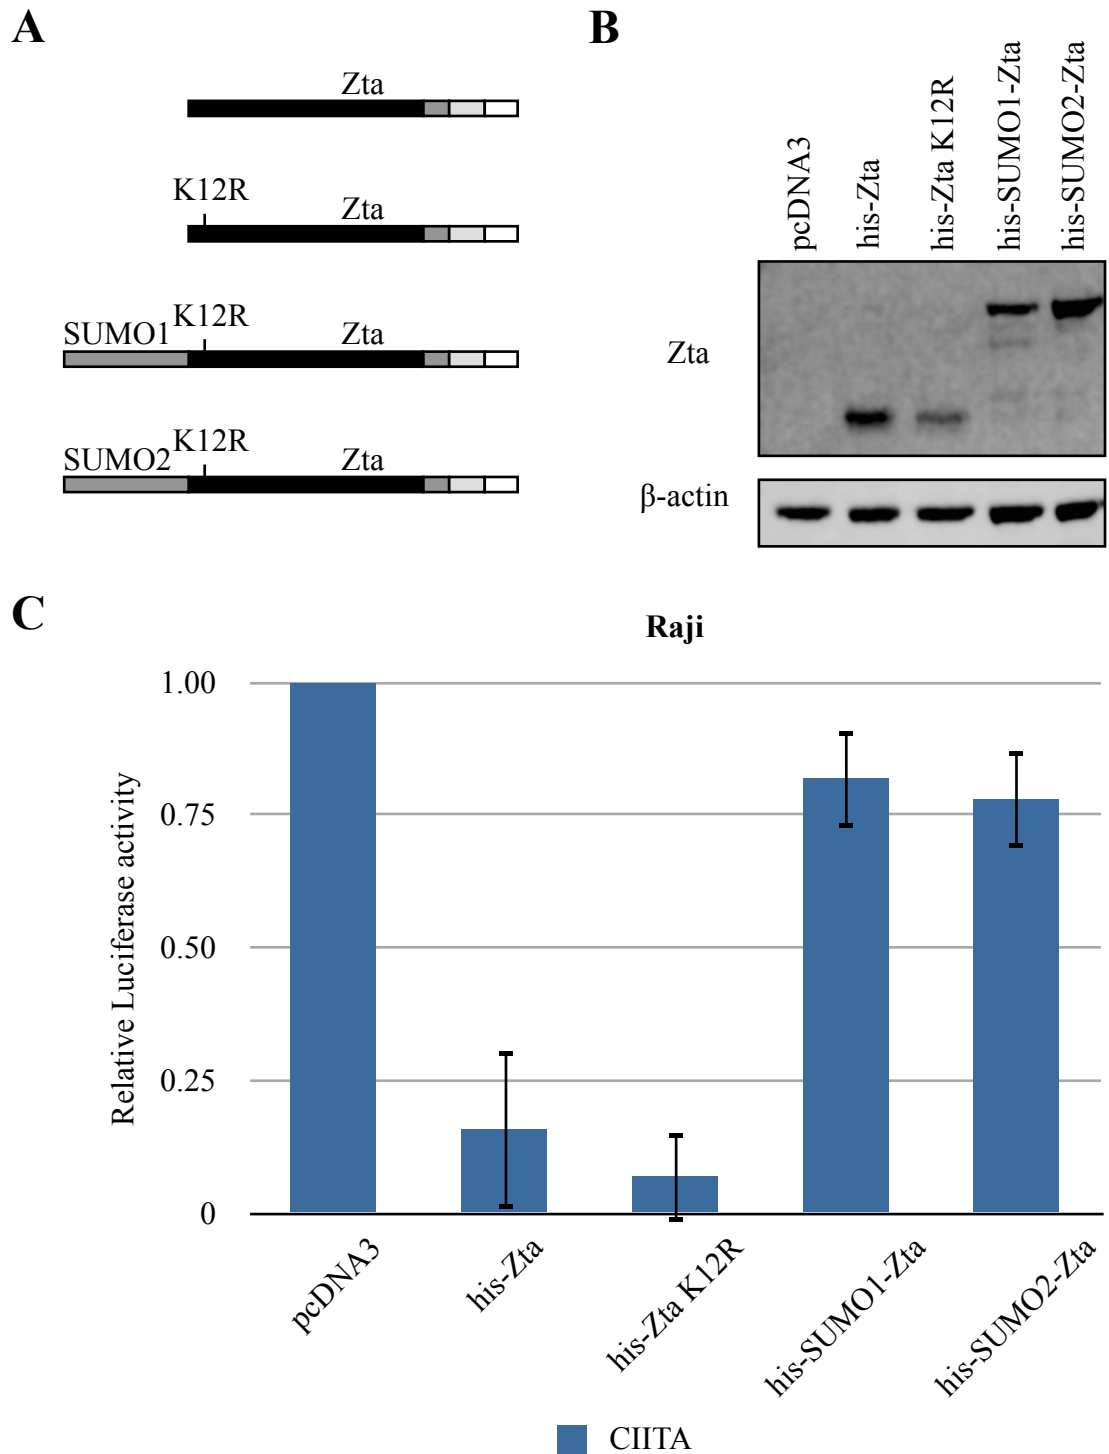 A
Zta
K12R
Zta
SUMO1
K12R
Zta
SUMO2
K12R
Zta
B
pcDNA3
his-Zta
his-Zta K12R
his-SUMO1-Zta
his-SUMO2-Zta
Zta
β-actin
C
Raji
Relative Luciferase activity
1.00
0.75
0.50
0.25
0
pcDNA3
his-Zta
his-Zta K12R
his-SUMO1-Zta
his-SUMO2-Zta
CIITA